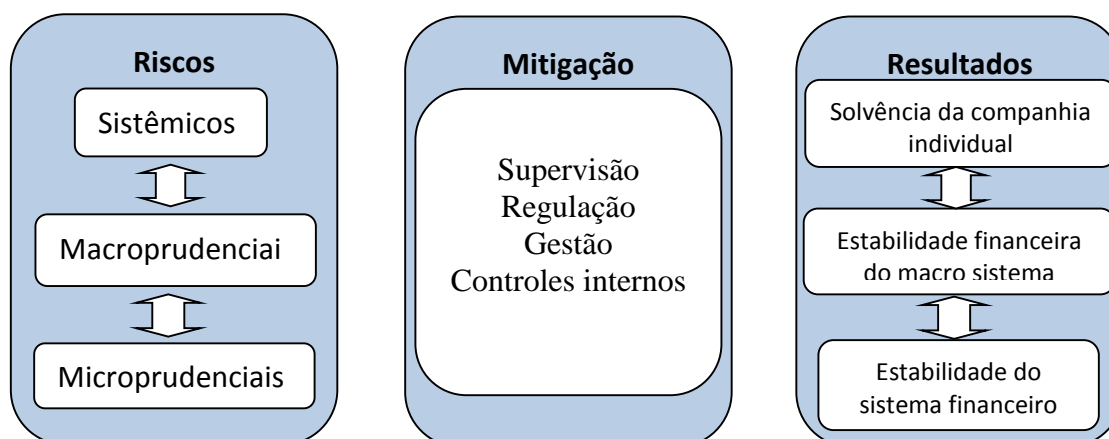 Riscos
Sistêmicos
Macroprudenciai
Microprudenciais
Mitigação
Supervisão
Regulação
Gestão
Controles internos
Resultados
Solvência da companhia
individual
Estabilidade financeira
do macro sistema
Estabilidade do
sistema financeiro